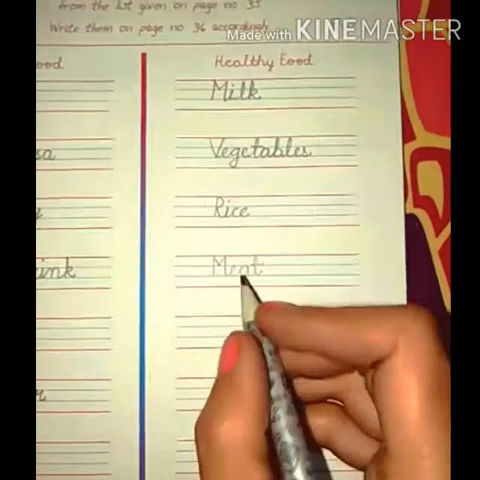 from the list given on page no 35
Write them on page no 36 accordingly
Made with KINEMASTER
ood Healthy Food
Milk
sa Vegetables
Rice
ink Meat